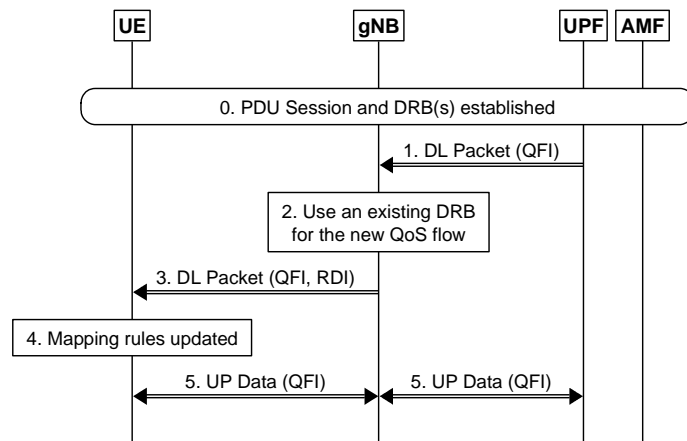 UE
gNB
UPF
AMF
0. PDU Session and DRB(s) established
1. DL Packet (QFI)
2. Use an existing DRB
for the new QoS flow
3. DL Packet (QFI, RDI)
4. Mapping rules updated
5. UP Data (QFI)
5. UP Data (QFI)